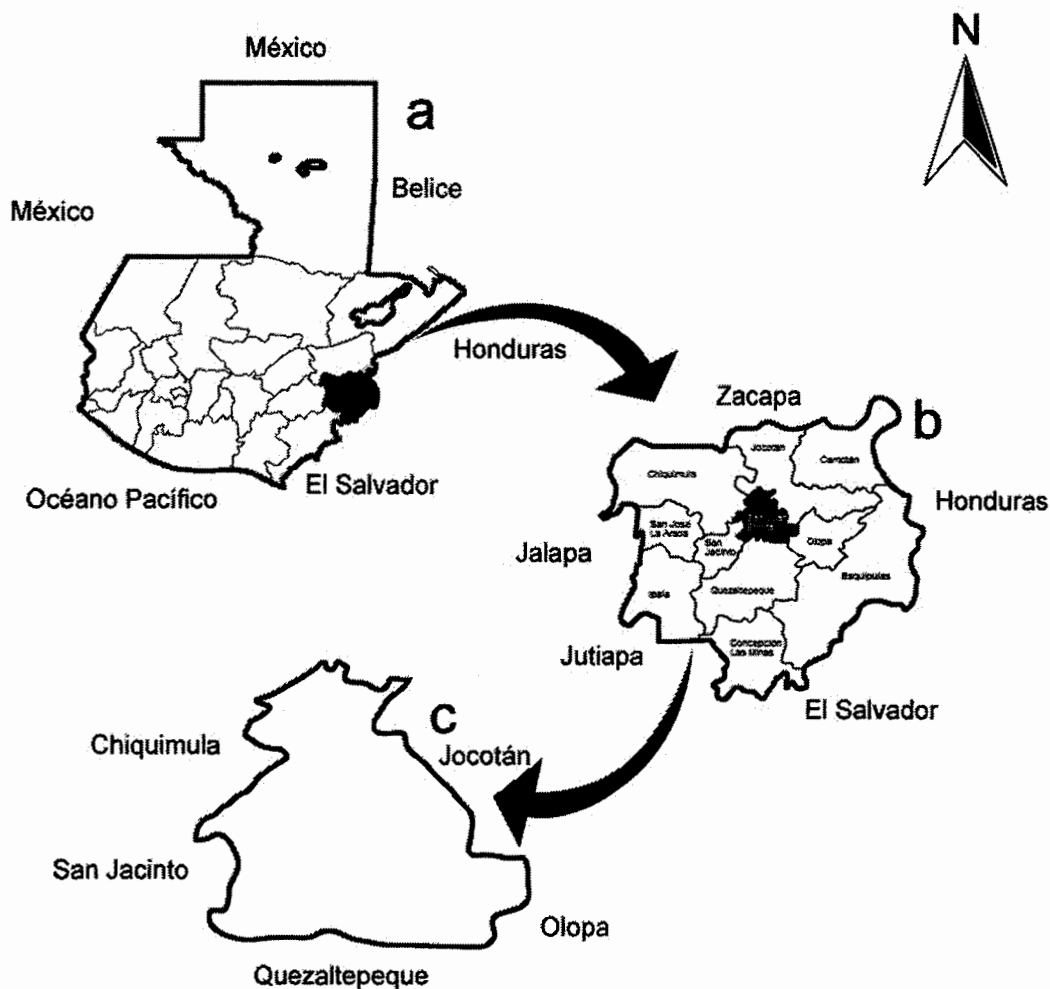 N
México
a
Belice
México
Honduras
El Salvador
Océano Pacífico
Zacapa
b
Jocotán
Camotán
Chiquimula
Honduras
San José
La Arada
San
Jacinto
Olopa
Jalapa
Esquipulas
Ipala
Quezaltepeque
Concepción
Las Minas
Jutiapa
El Salvador
c
Chiquimula
Jocotán
San Jacinto
Olopa
Quezaltepeque